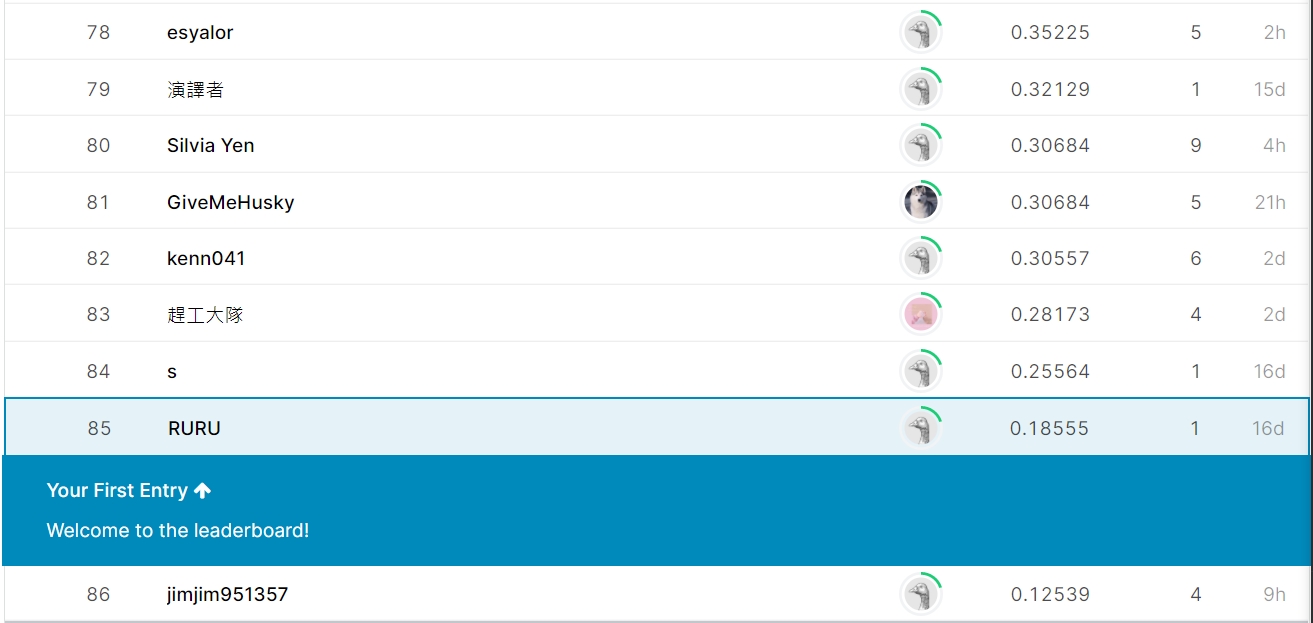 78 esyalor 0.35225 5 2h
79 演譯者 0.32129 1 15d
80 Silvia Yen 0.30684 9 4h
81 GiveMeHusky 0.30684 5 21h
82 kenn041 0.30557 6 2d
83 趕工大隊 0.28173 4 2d
84 s 0.25564 1 16d
85 RURU 0.18555 1 16d
Your First Entry
Welcome to the leaderboard!
86 jimjim951357 0.12539 4 9h